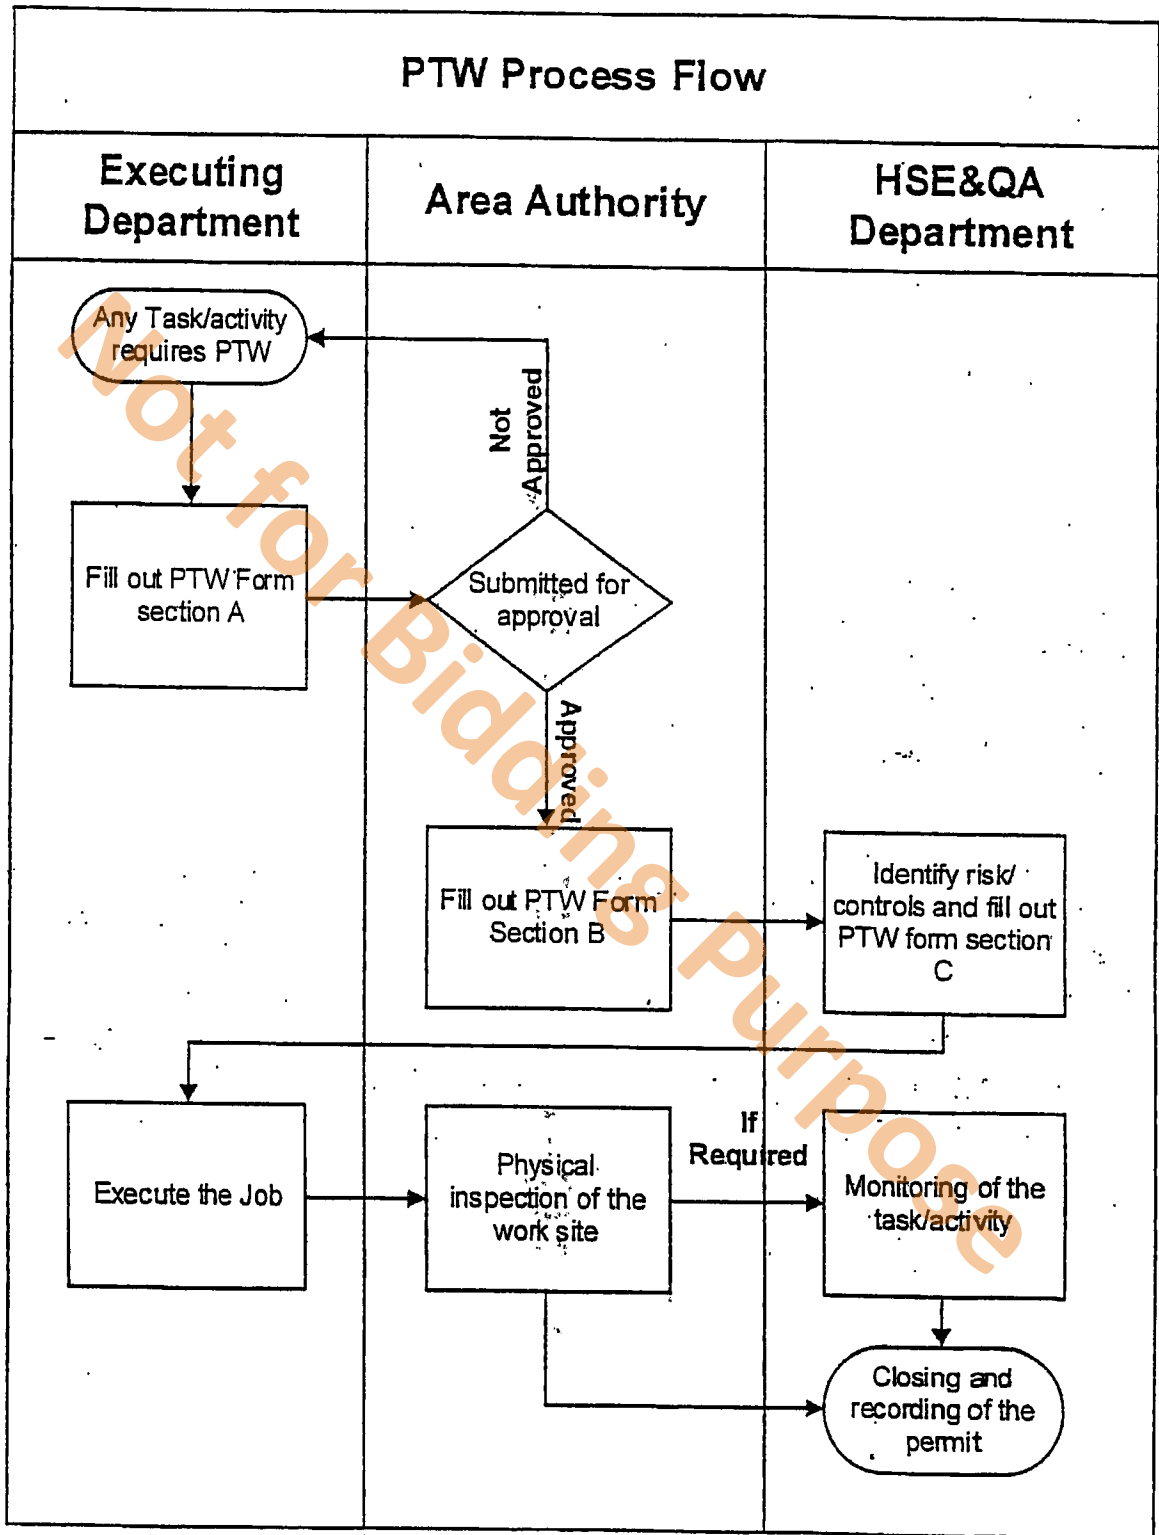 PTW Process Flow
Executing
Department
Area Authority
HSE&QA
Department
Any Task/activity
requires PTW
Not
Approved
Fill out PTW Form
section A
Submitted for
approval
Approved
Fill out PTW Form
Section B
Identify risk/
controls and fill out
PTW form section
C
Execute the Job
Physical
inspection of the
work site
If
Required
Monitoring of the
task/activity
Closing and
recording of the
permit
Not for Bidding Purpose